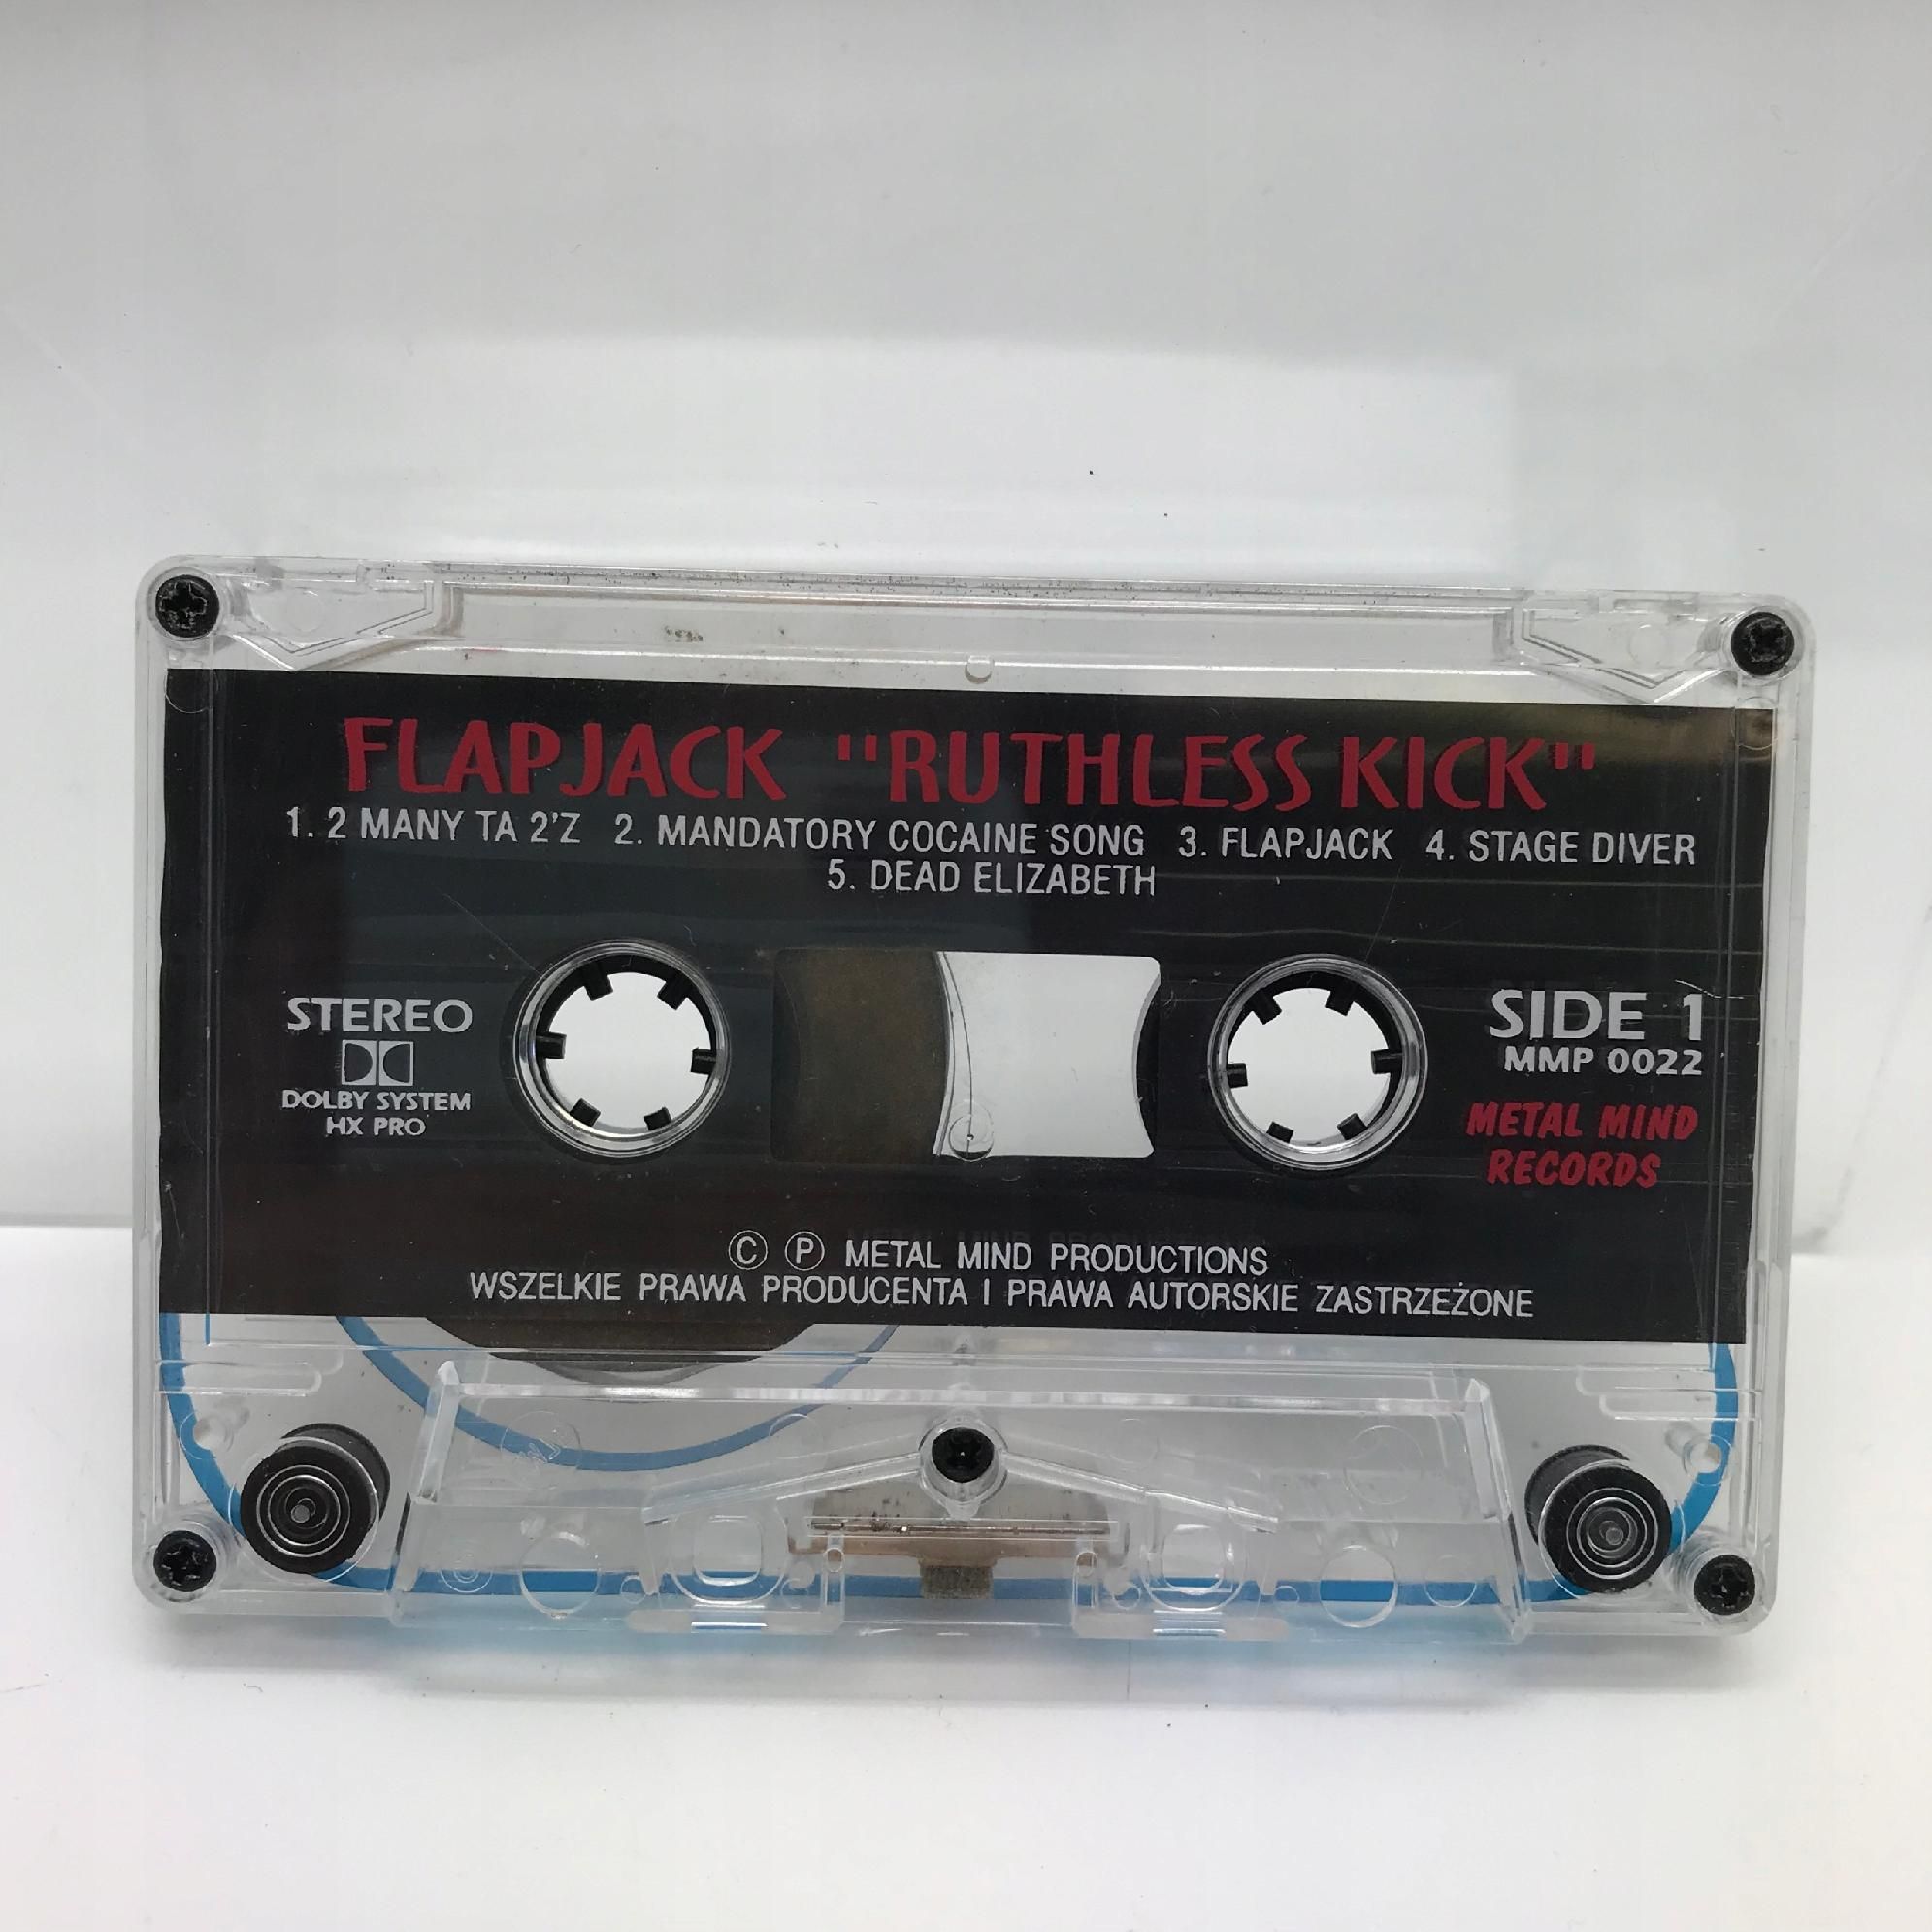 FLAPJACK "RUTHLESS KICK"
1. 2 MANY TA 2'Z 2. MANDATORY COCAINE SONG 3. FLAPJACK 4. STAGE DIVER
5. DEAD ELIZABETH
STEREO
DOLBY SYSTEM
HX PRO
SIDE 1
MMP 0022
METAL MIND
RECORDS
Ⓒ Ⓟ METAL MIND PRODUCTIONS
WSZELKIE PRAWA PRODUCENTA I PRAWA AUTORSKIE ZASTRZEŻONE